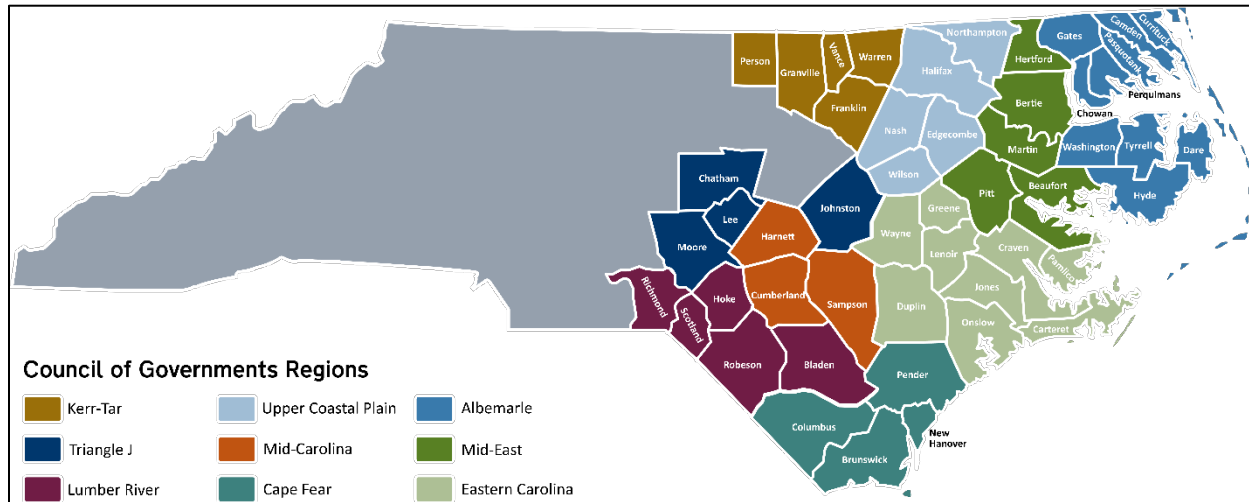 Northampton
Camden
Currituck
Gates
Pasquotank
Vance
Warren
Hertford
Person
Granville
Halifax
Perqulmans
Bertie
Franklin
Chowan
Nash
Edgecombe
Martin
Washington
Tyrrell
Dare
Chatham
Wilson
Beaufort
Johnston
Pitt
Hyde
Lee
Greene
Moore
Harnett
Wayne
Craven
Lenoir
Pamlico
Richmond
Hoke
Cumberland
Sampson
Duplin
Jones
Scotland
Onslow
Carteret
Robeson
Bladen
Pender
Columbus
New
Hanover
Brunswick
Council of Governments Regions
Kerr-Tar
Upper Coastal Plain
Albemarle
Triangle J
Mid-Carolina
Mid-East
Lumber River
Cape Fear
Eastern Carolina